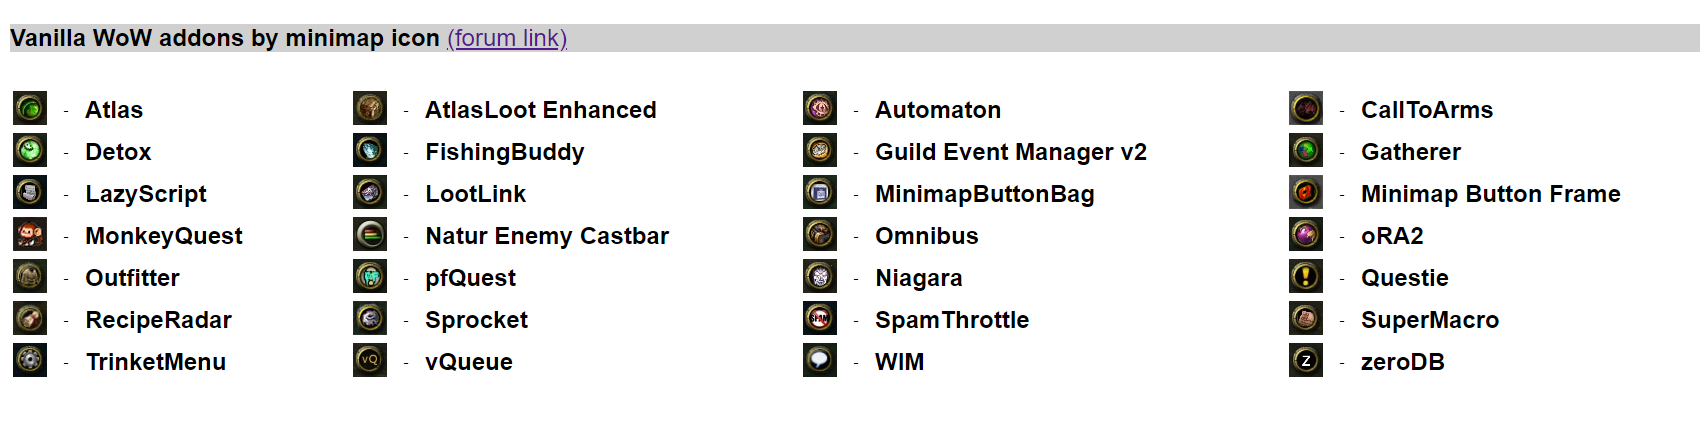 Vanilla WoW addons by minimap icon (forum link)
- Atlas - AtlasLoot Enhanced - Automaton - CallToArms
- Detox - FishingBuddy - Guild Event Manager v2 - Gatherer
- LazyScript - LootLink - MinimapButtonBag - Minimap Button Frame
- MonkeyQuest - Natur Enemy Castbar - Omnibus - oRA2
- Outfitter - pfQuest - Niagara - Questie
- RecipeRadar - Sprocket SPAM - SpamThrottle - SuperMacro
- TrinketMenu vQ - vQueue - WIM Z - zeroDB